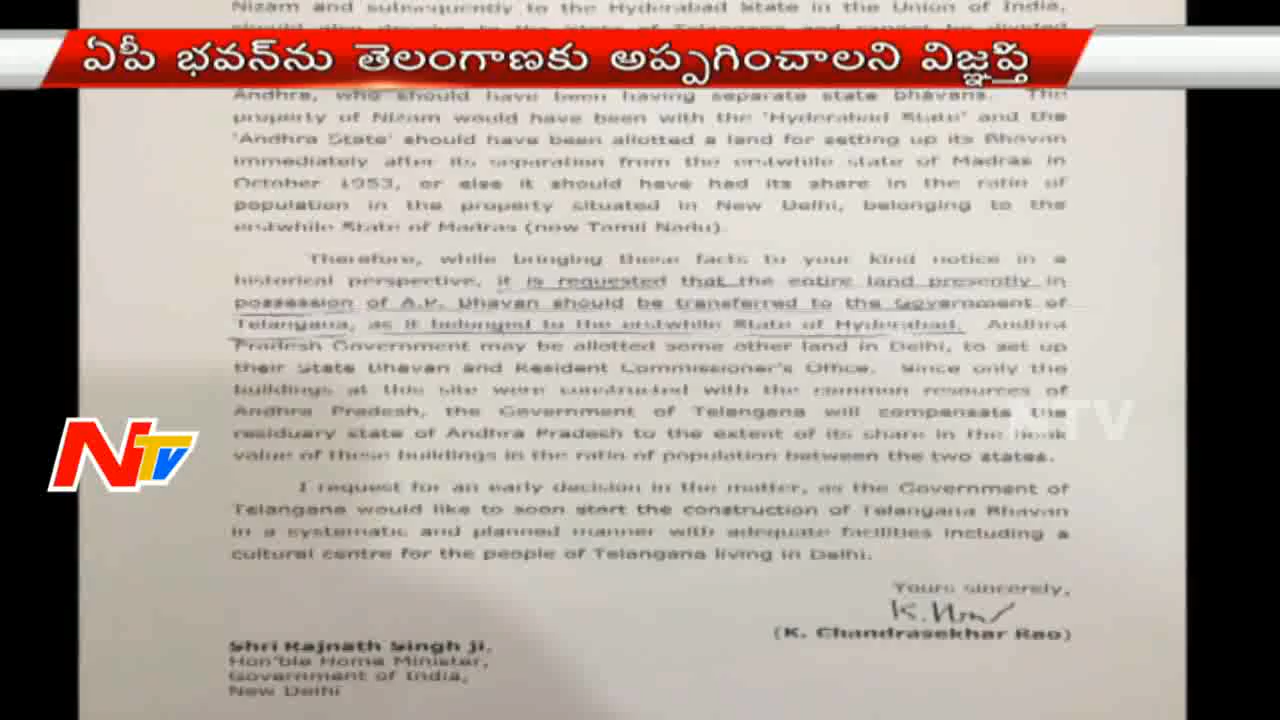 Nizam and subsequently to the Hyderabad State in the Union of India,
ఏపీ భవన్‌ను తెలంగాణకు అప్పగించాలని విజ్ఞప్తి
Andhra, who should have been having separate state bhavans. The
property of Nizam would have been with the 'Hyderabad State' and the
'Andhra State' should have been allotted a land for setting up its Bhavan
immediately after its separation from the erstwhile state of Madras in
October 1953, or else it should have had its share in the ratio of
population in the property situated in New Delhi, belonging to the
erstwhile State of Madras (now Tamil Nadu).
Therefore, while bringing these facts to your kind notice in a
historical perspective, it is requested that the entire land presently in
possession of A.P. Bhavan should be transferred to the Government of
Telangana, as it belonged to the erstwhile State of Hyderabad. Andhra
Pradesh Government may be allotted some other land in Delhi, to set up
their State Bhavan and Resident Commissioner's Office. Since only the
buildings at this site were constructed with the common resources of
Andhra Pradesh, the Government of Telangana will compensate the
residuary state of Andhra Pradesh to the extent of its share in the book
value of these buildings in the ratio of population between the two states.
NTV
NTV
I request for an early decision in the matter, as the Government of
Telangana would like to soon start the construction of Telangana Bhavan
in a systematic and planned manner with adequate facilities including a
cultural centre for the people of Telangana living in Delhi.
Yours sincerely,
(K. Chandrasekhar Rao)
Shri Rajnath Singh ji,
Hon'ble Home Minister,
Government of India,
New Delhi